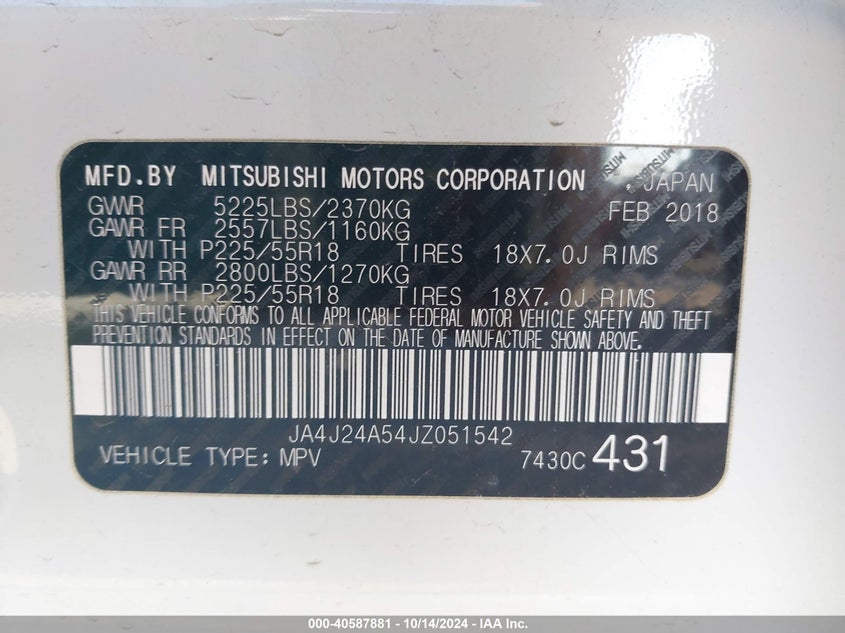 MFD.BY MITSUBISHI MOTORS CORPORATION , JAPAN
GVWR 5225LBS/2370KG FEB 2018
GAWR FR 2557LBS/1160KG
WITH P225/55R18 TIRES 18X7.0J RIMS
GAWR RR 2800LBS/1270KG
WITH P225/55R18 TIRES 18X7.0J RIMS
THIS VEHICLE CONFORMS TO ALL APPLICABLE FEDERAL MOTOR VEHICLE SAFETY AND THEFT
PREVENTION STANDARDS IN EFFECT ON THE DATE OF MANUFACTURE SHOWN ABOVE.
JA4J24A54JZ051542
VEHICLE TYPE: MPV 7430C 431
000-40587881 - 10/14/2024 - IAA Inc.